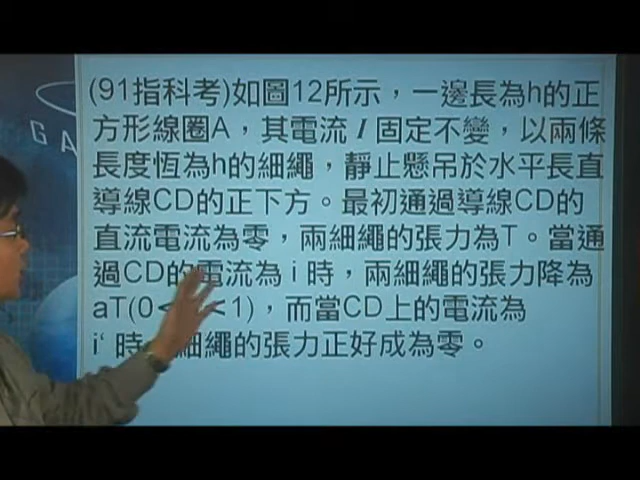 (91指科考)如圖12所示，一邊長為h的正
方形線圈A，其電流 I 固定不變，以兩條
長度恆為h的細繩，靜止懸吊於水平長直
導線CD的正下方。最初通過導線CD的
直流電流為零，兩細繩的張力為T。當通
過CD的電流為 i 時，兩細繩的張力降為
aT(0< <1)，而當CD上的電流為
i‘ 時 細繩的張力正好成為零。
GA